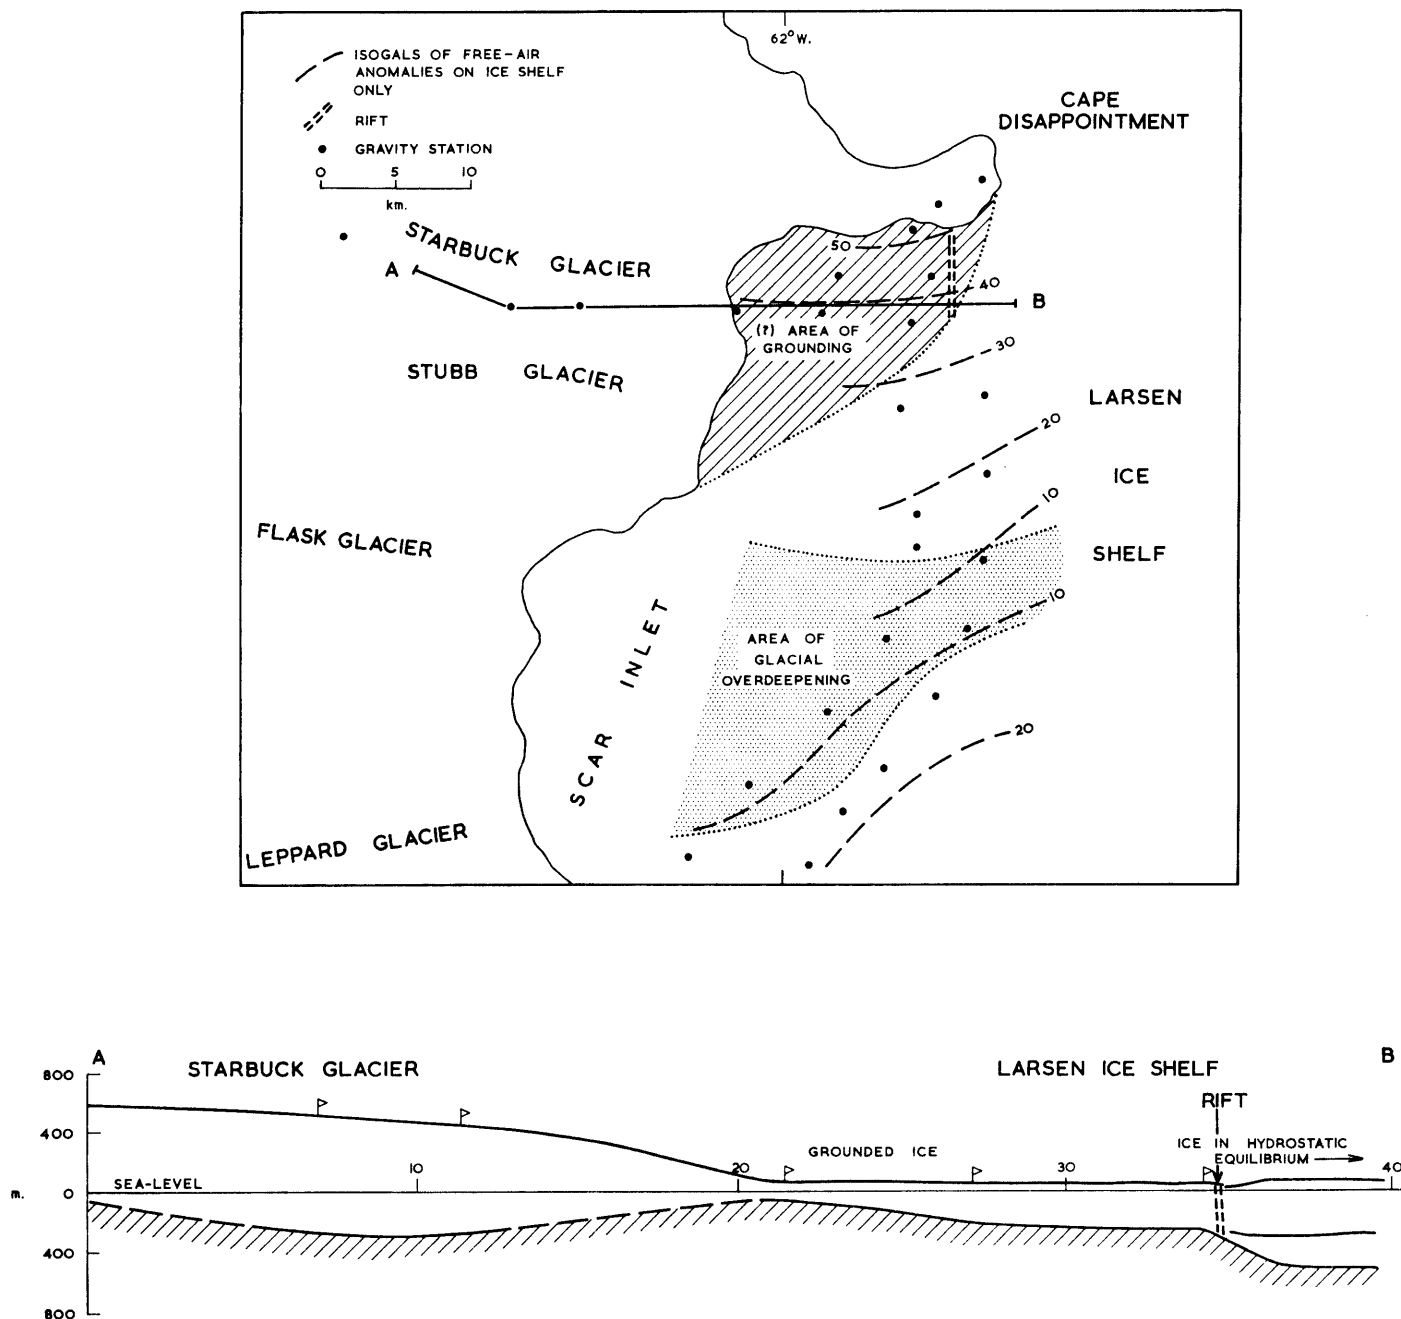 62°W.
ISOGALS OF FREE-AIR
ANOMALIES ON ICE SHELF
ONLY
RIFT
GRAVITY STATION
0 5 10
km.
CAPE
DISAPPOINTMENT
STARBUCK GLACIER
A
B
50
40
(?) AREA OF
GROUNDING
30
STUBB GLACIER
LARSEN
20
ICE
10
SHELF
FLASK GLACIER
10
SCAR INLET
AREA OF
GLACIAL
OVERDEEPENING
20
LEPPARD GLACIER
A
B
STARBUCK GLACIER
LARSEN ICE SHELF
800
RIFT
400
GROUNDED ICE
ICE IN HYDROSTATIC
EQUILIBRIUM
10 20 30 40
SEA-LEVEL
m. 0
400
800